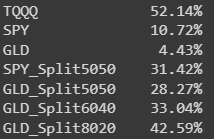 TQQQ 52.14%
SPY 10.72%
GLD 4.43%
SPY_Split5050 31.42%
GLD_Split5050 28.27%
GLD_Split6040 33.04%
GLD_Split8020 42.59%